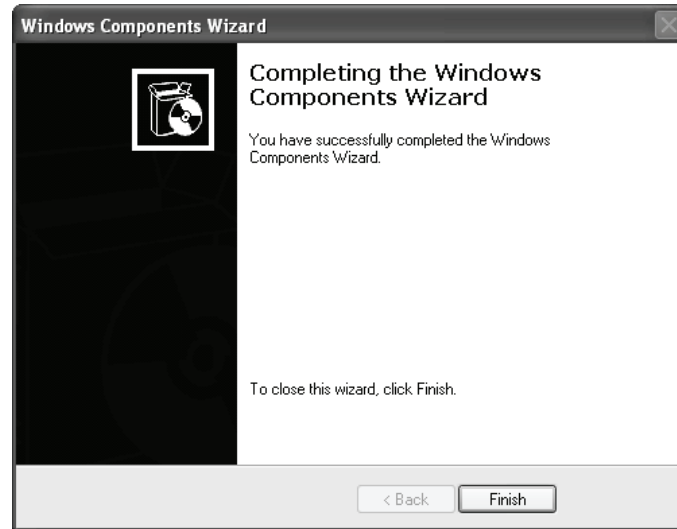 Windows Components Wizard
Completing the Windows
Components Wizard
You have successfully completed the Windows
Components Wizard.
To close this wizard, click Finish.
< Back
Finish